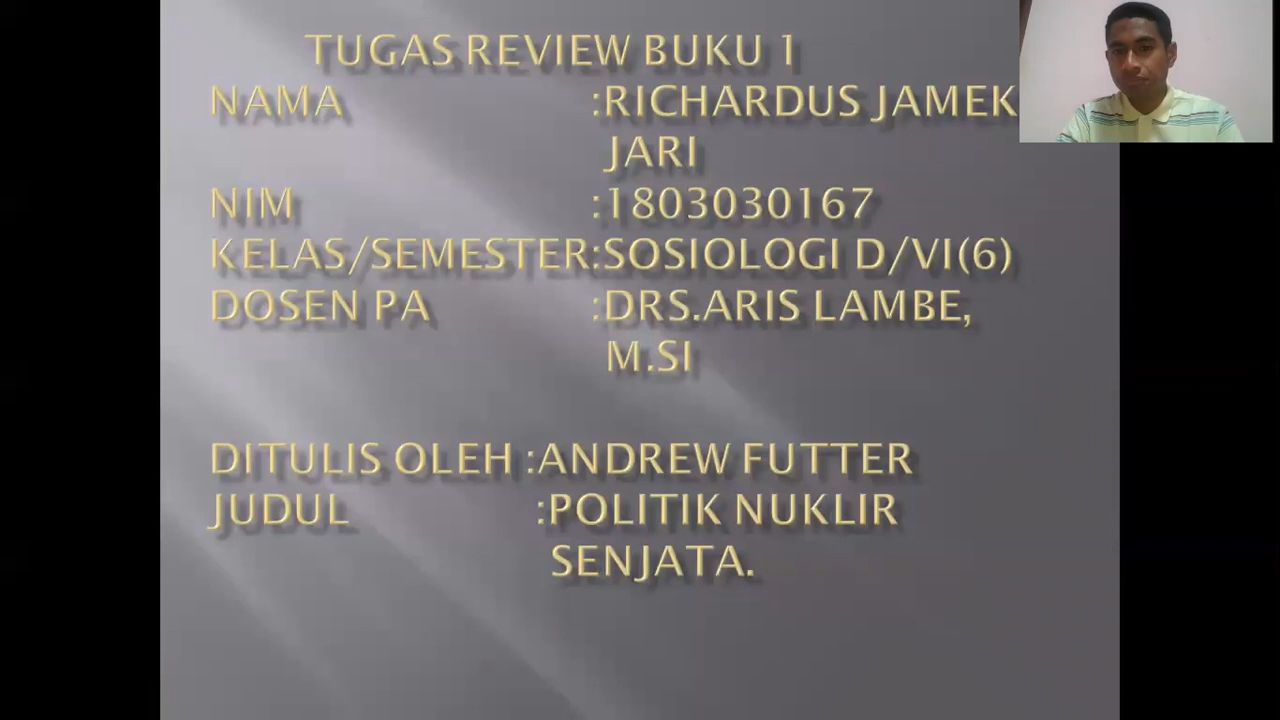 TUGAS REVIEW BUKU 1
NAMA :RICHARDUS JAMEK
JARI
NIM :1803030167
KELAS/SEMESTER:SOSIOLOGI D/VI(6)
DOSEN PA :DRS.ARIS LAMBE,
M.SI
DITULIS OLEH :ANDREW FUTTER
JUDUL :POLITIK NUKLIR
SENJATA.